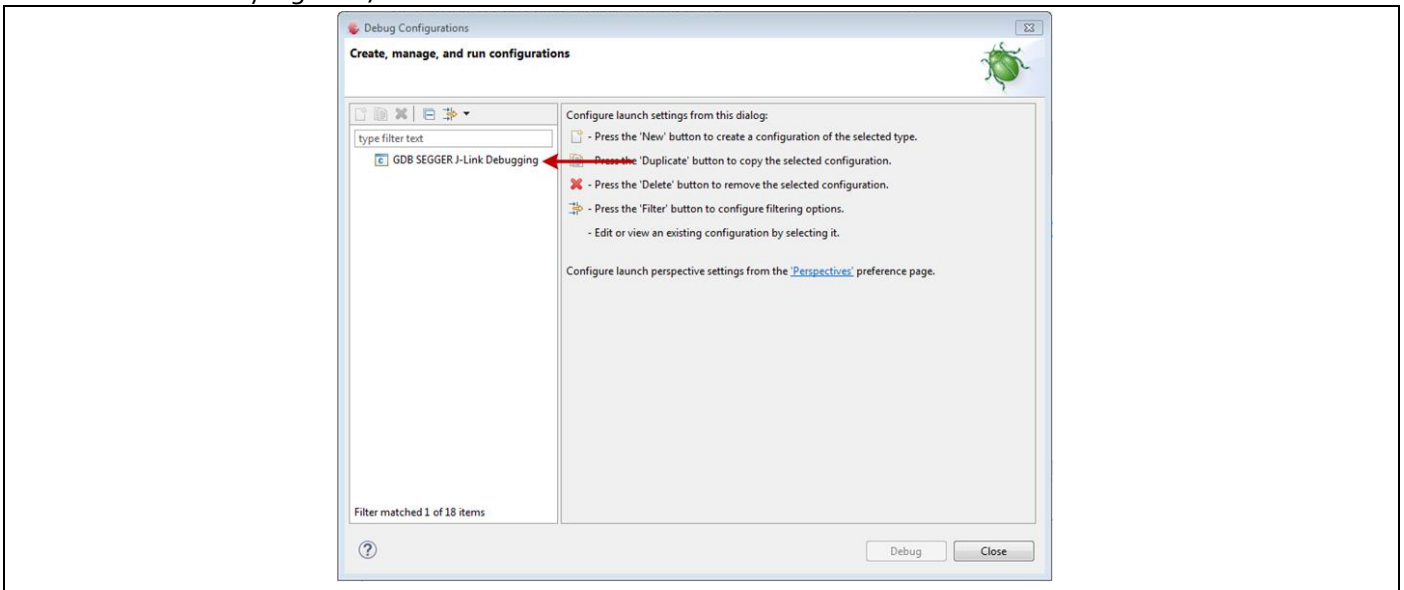 Debug Configurations
Create, manage, and run configurations
type filter text
GDB SEGGER J-Link Debugging
Filter matched 1 of 18 items
Configure launch settings from this dialog:
- Press the 'New' button to create a configuration of the selected type.
- Press the 'Duplicate' button to copy the selected configuration.
- Press the 'Delete' button to remove the selected configuration.
- Press the 'Filter' button to configure filtering options.
- Edit or view an existing configuration by selecting it.
Configure launch perspective settings from the 'Perspectives' preference page.
Debug
Close